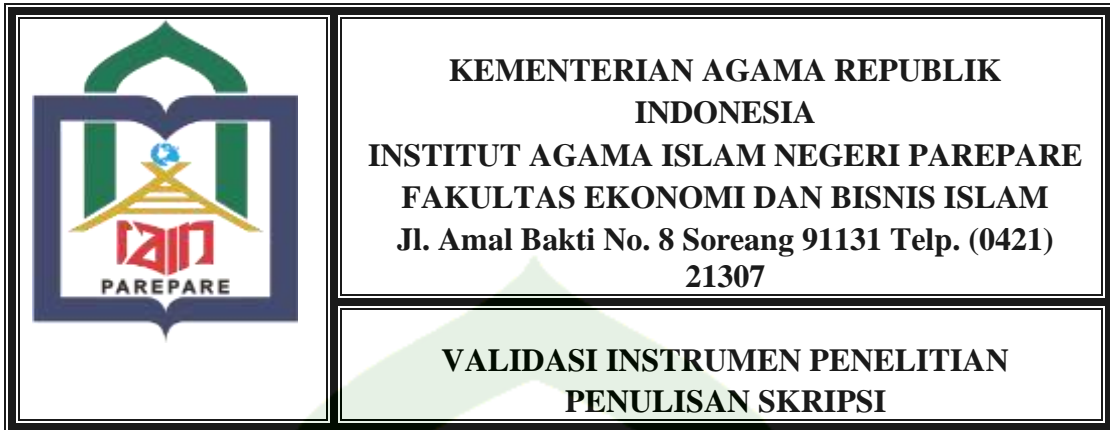 iain
PAREPARE
KEMENTERIAN AGAMA REPUBLIK
INDONESIA
INSTITUT AGAMA ISLAM NEGERI PAREPARE
FAKULTAS EKONOMI DAN BISNIS ISLAM
Jl. Amal Bakti No. 8 Soreang 91131 Telp. (0421)
21307
VALIDASI INSTRUMEN PENELITIAN
PENULISAN SKRIPSI